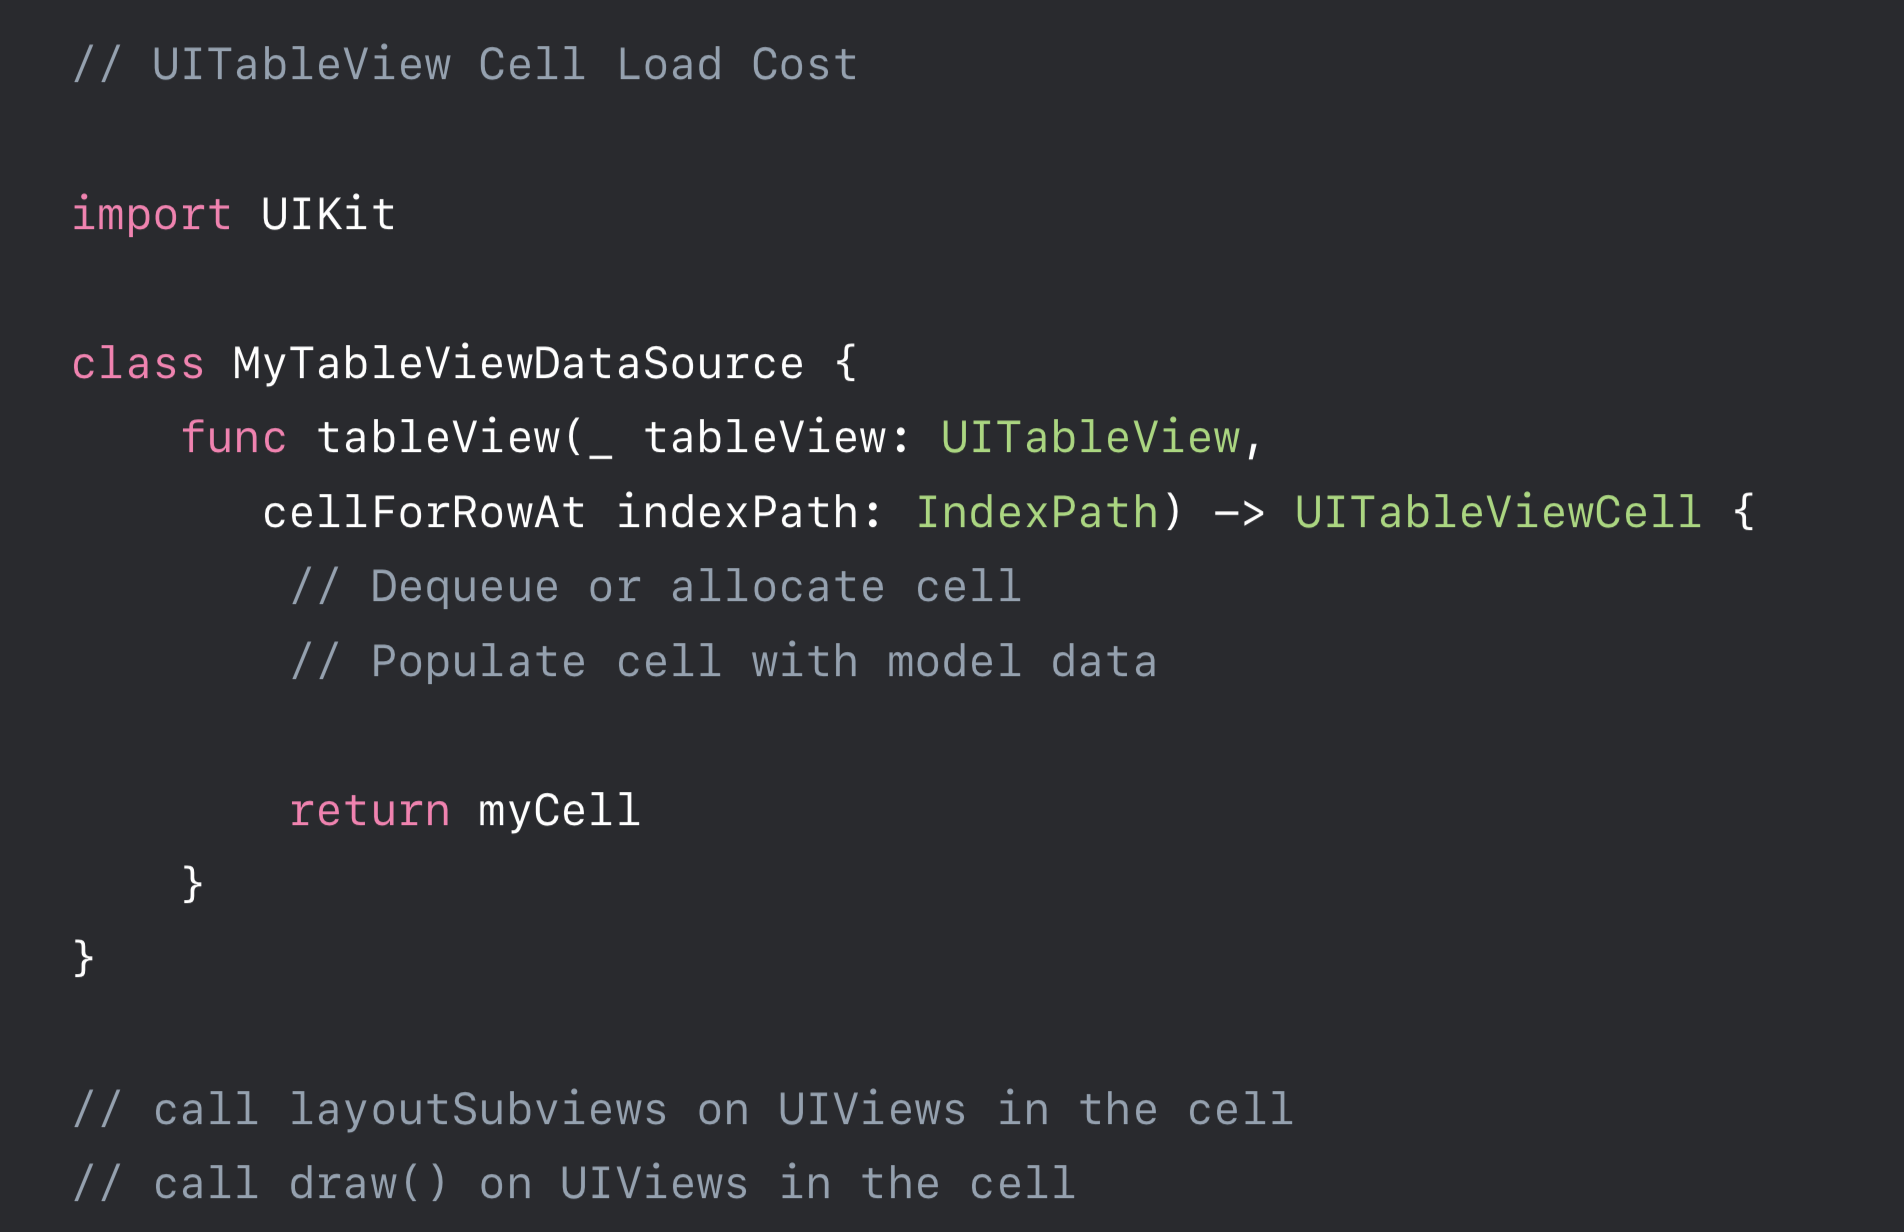 // UITableView Cell Load Cost
import UIKit
class MyTableViewDataSource {
func tableView(_ tableView: UITableView,
cellForRowAt indexPath: IndexPath) -> UITableViewCell {
// Dequeue or allocate cell
// Populate cell with model data
return myCell
}
}
// call layoutSubviews on UIViews in the cell
// call draw() on UIViews in the cell